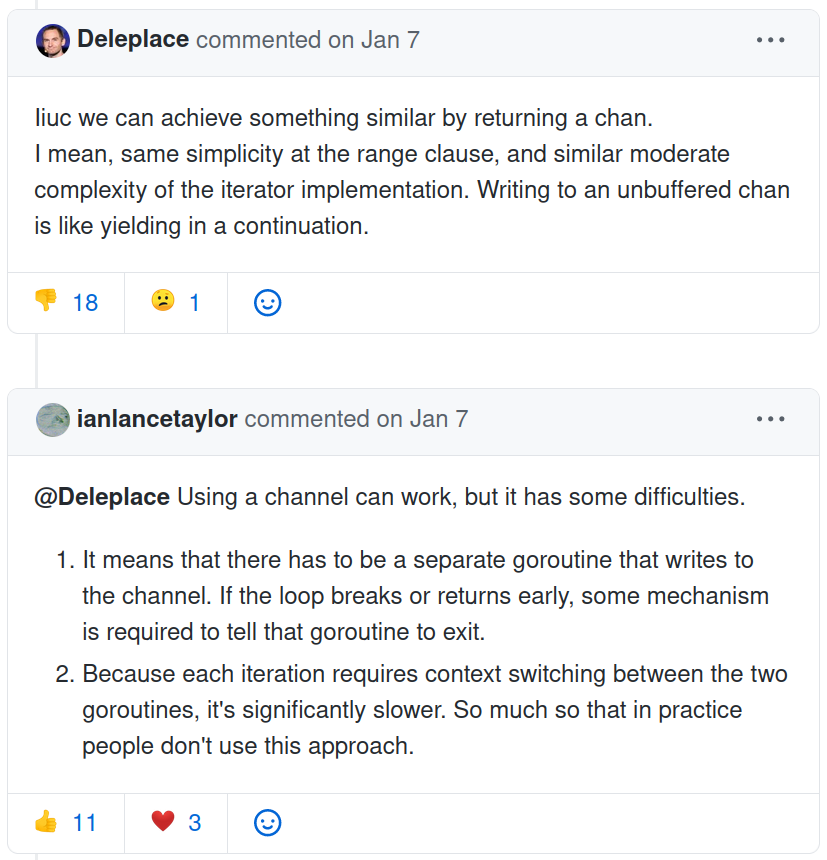 Deleplace commented on Jan 7
Iiuc we can achieve something similar by returning a chan.
I mean, same simplicity at the range clause, and similar moderate
complexity of the iterator implementation. Writing to an unbuffered chan
is like yielding in a continuation.
👎 18 😕 1
ianlancetaylor commented on Jan 7
@Deleplace Using a channel can work, but it has some difficulties.
1. It means that there has to be a separate goroutine that writes to
the channel. If the loop breaks or returns early, some mechanism
is required to tell that goroutine to exit.
2. Because each iteration requires context switching between the two
goroutines, it's significantly slower. So much so that in practice
people don't use this approach.
👍 11 ❤️ 3